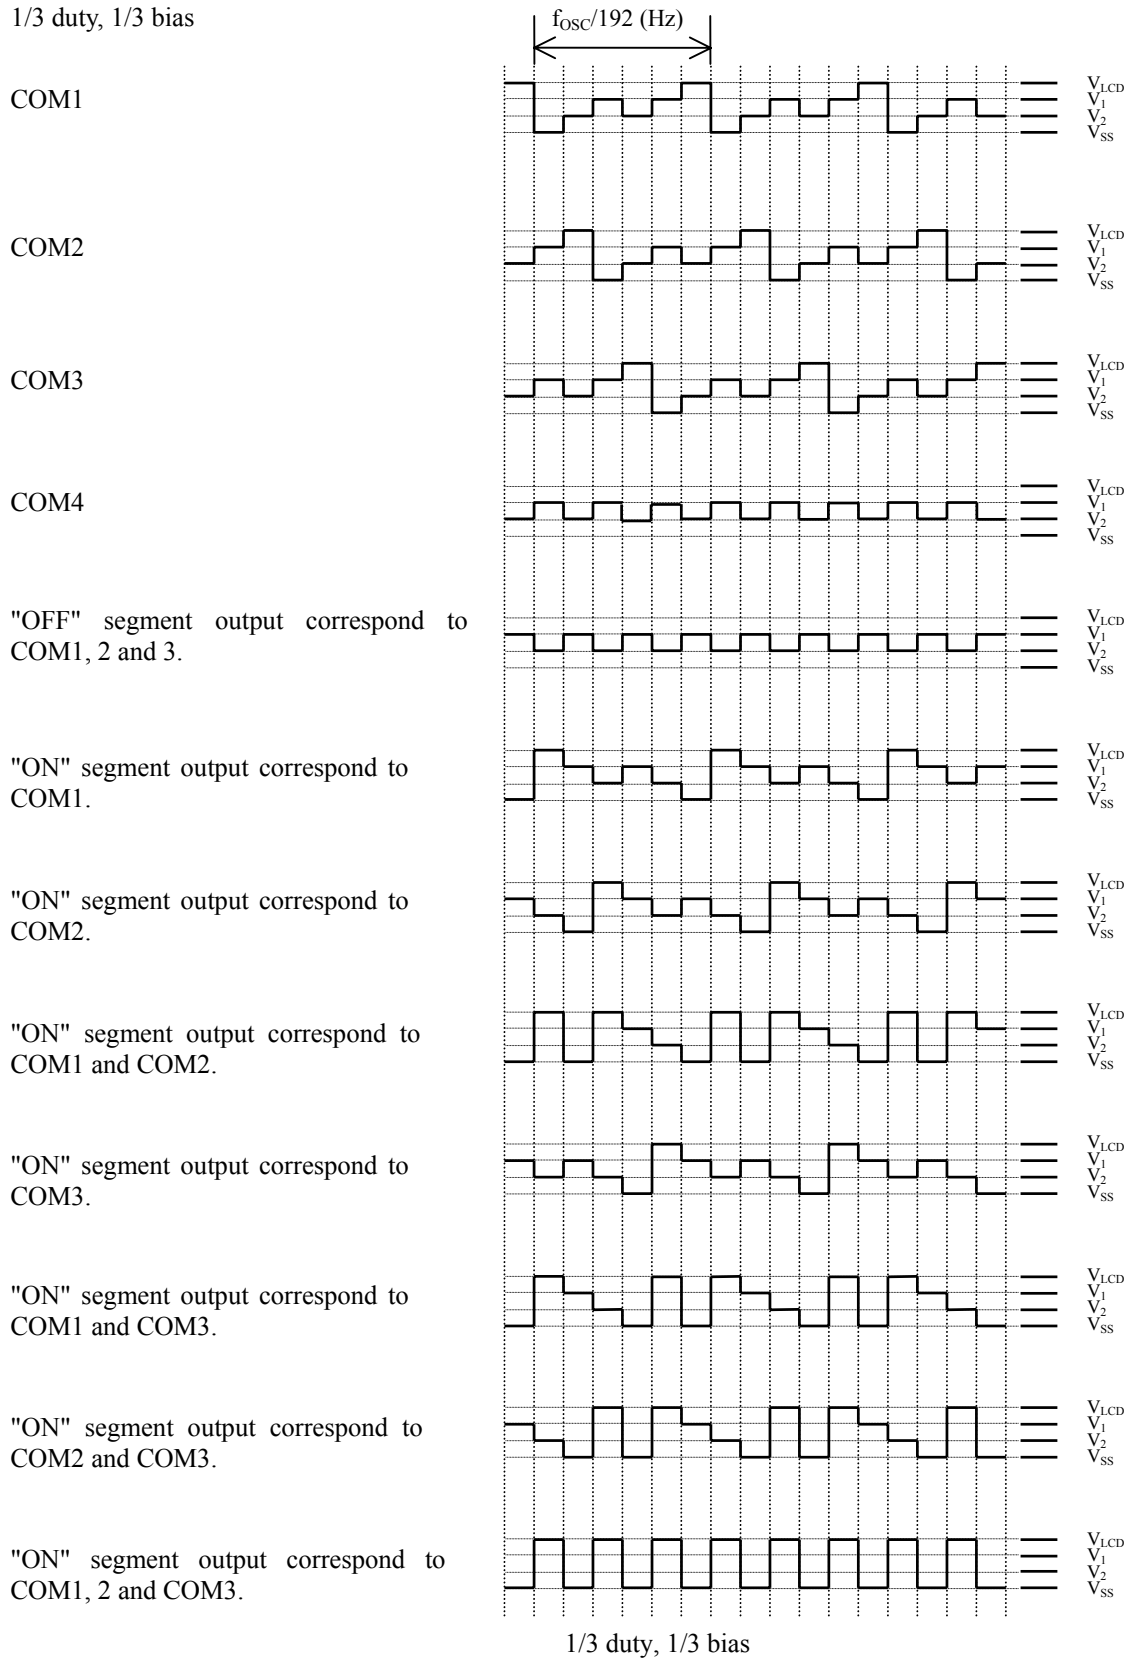 1/3 duty, 1/3 bias
fOSC/192 (Hz)
COM1
VLCD
V1
V2
VSS
COM2
VLCD
V1
V2
VSS
COM3
VLCD
V1
V2
VSS
COM4
VLCD
V1
V2
VSS
"OFF" segment output correspond to
COM1, 2 and 3.
VLCD
V1
V2
VSS
"ON" segment output correspond to
COM1.
VLCD
V1
V2
VSS
"ON" segment output correspond to
COM2.
VLCD
V1
V2
VSS
"ON" segment output correspond to
COM1 and COM2.
VLCD
V1
V2
VSS
"ON" segment output correspond to
COM3.
VLCD
V1
V2
VSS
"ON" segment output correspond to
COM1 and COM3.
VLCD
V1
V2
VSS
"ON" segment output correspond to
COM2 and COM3.
VLCD
V1
V2
VSS
"ON" segment output correspond to
COM1, 2 and COM3.
VLCD
V1
V2
VSS
1/3 duty, 1/3 bias